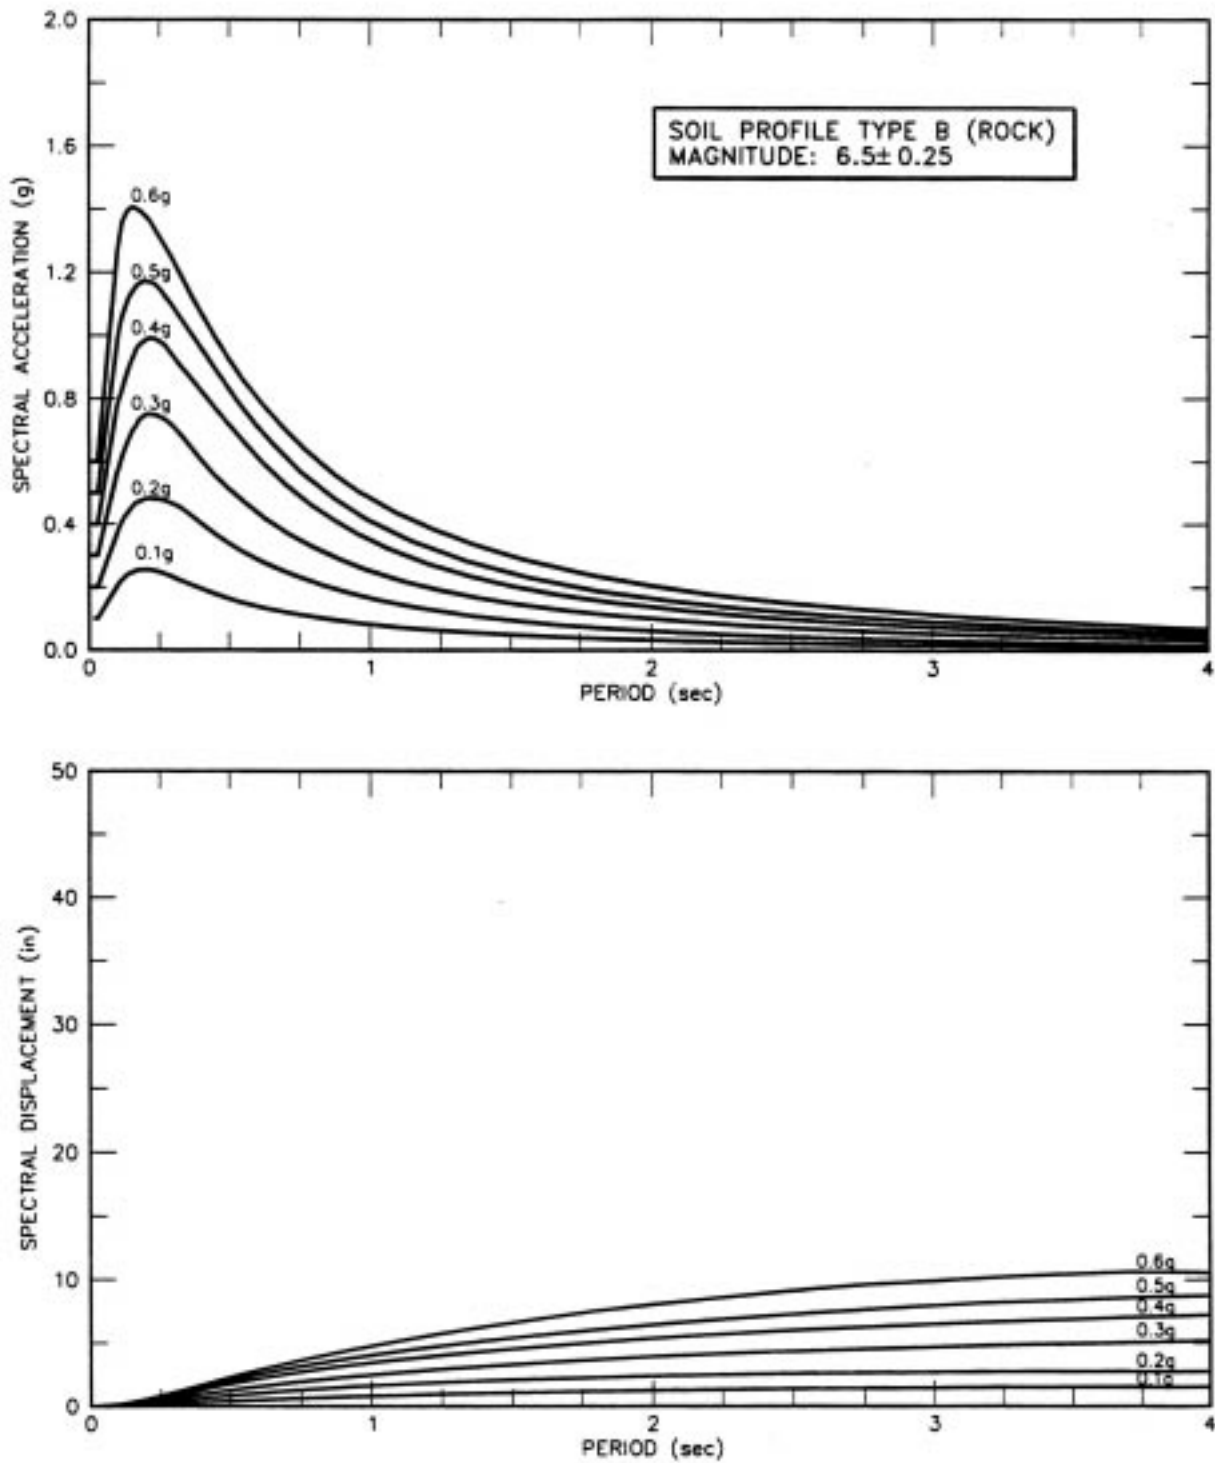 2.0
1.6
1.2
0.8
0.4
0.0
SPECTRAL ACCELERATION (g)
SOIL PROFILE TYPE B (ROCK)
MAGNITUDE: 6.5± 0.25
0.6g
0.5g
0.4g
0.3g
0.2g
0.1g
0 1 2 3 4
PERIOD (sec)
50
40
30
20
10
0
SPECTRAL DISPLACEMENT (in)
0.6g
0.5g
0.4g
0.3g
0.2g
0.1g
0 1 2 3 4
PERIOD (sec)